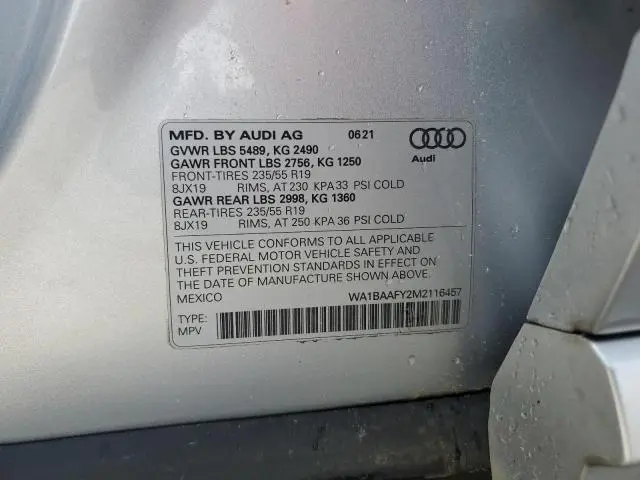 MFD. BY AUDI AG 06 21
GVWR LBS 5489, KG 2490
GAWR FRONT LBS 2756, KG 1250
FRONT-TIRES 235/55 R19
8JX19 RIMS, AT 230 KPA 33 PSI COLD
GAWR REAR LBS 2998, KG 1360
REAR-TIRES 235/55 R19
8JX19 RIMS, AT 250 KPA 36 PSI COLD
Audi
THIS VEHICLE CONFORMS TO ALL APPLICABLE
U.S. FEDERAL MOTOR VEHICLE SAFETY AND
THEFT PREVENTION STANDARDS IN EFFECT ON
THE DATE OF MANUFACTURE SHOWN ABOVE.
MEXICO WA1BAAFY2M2116457
TYPE:
MPV